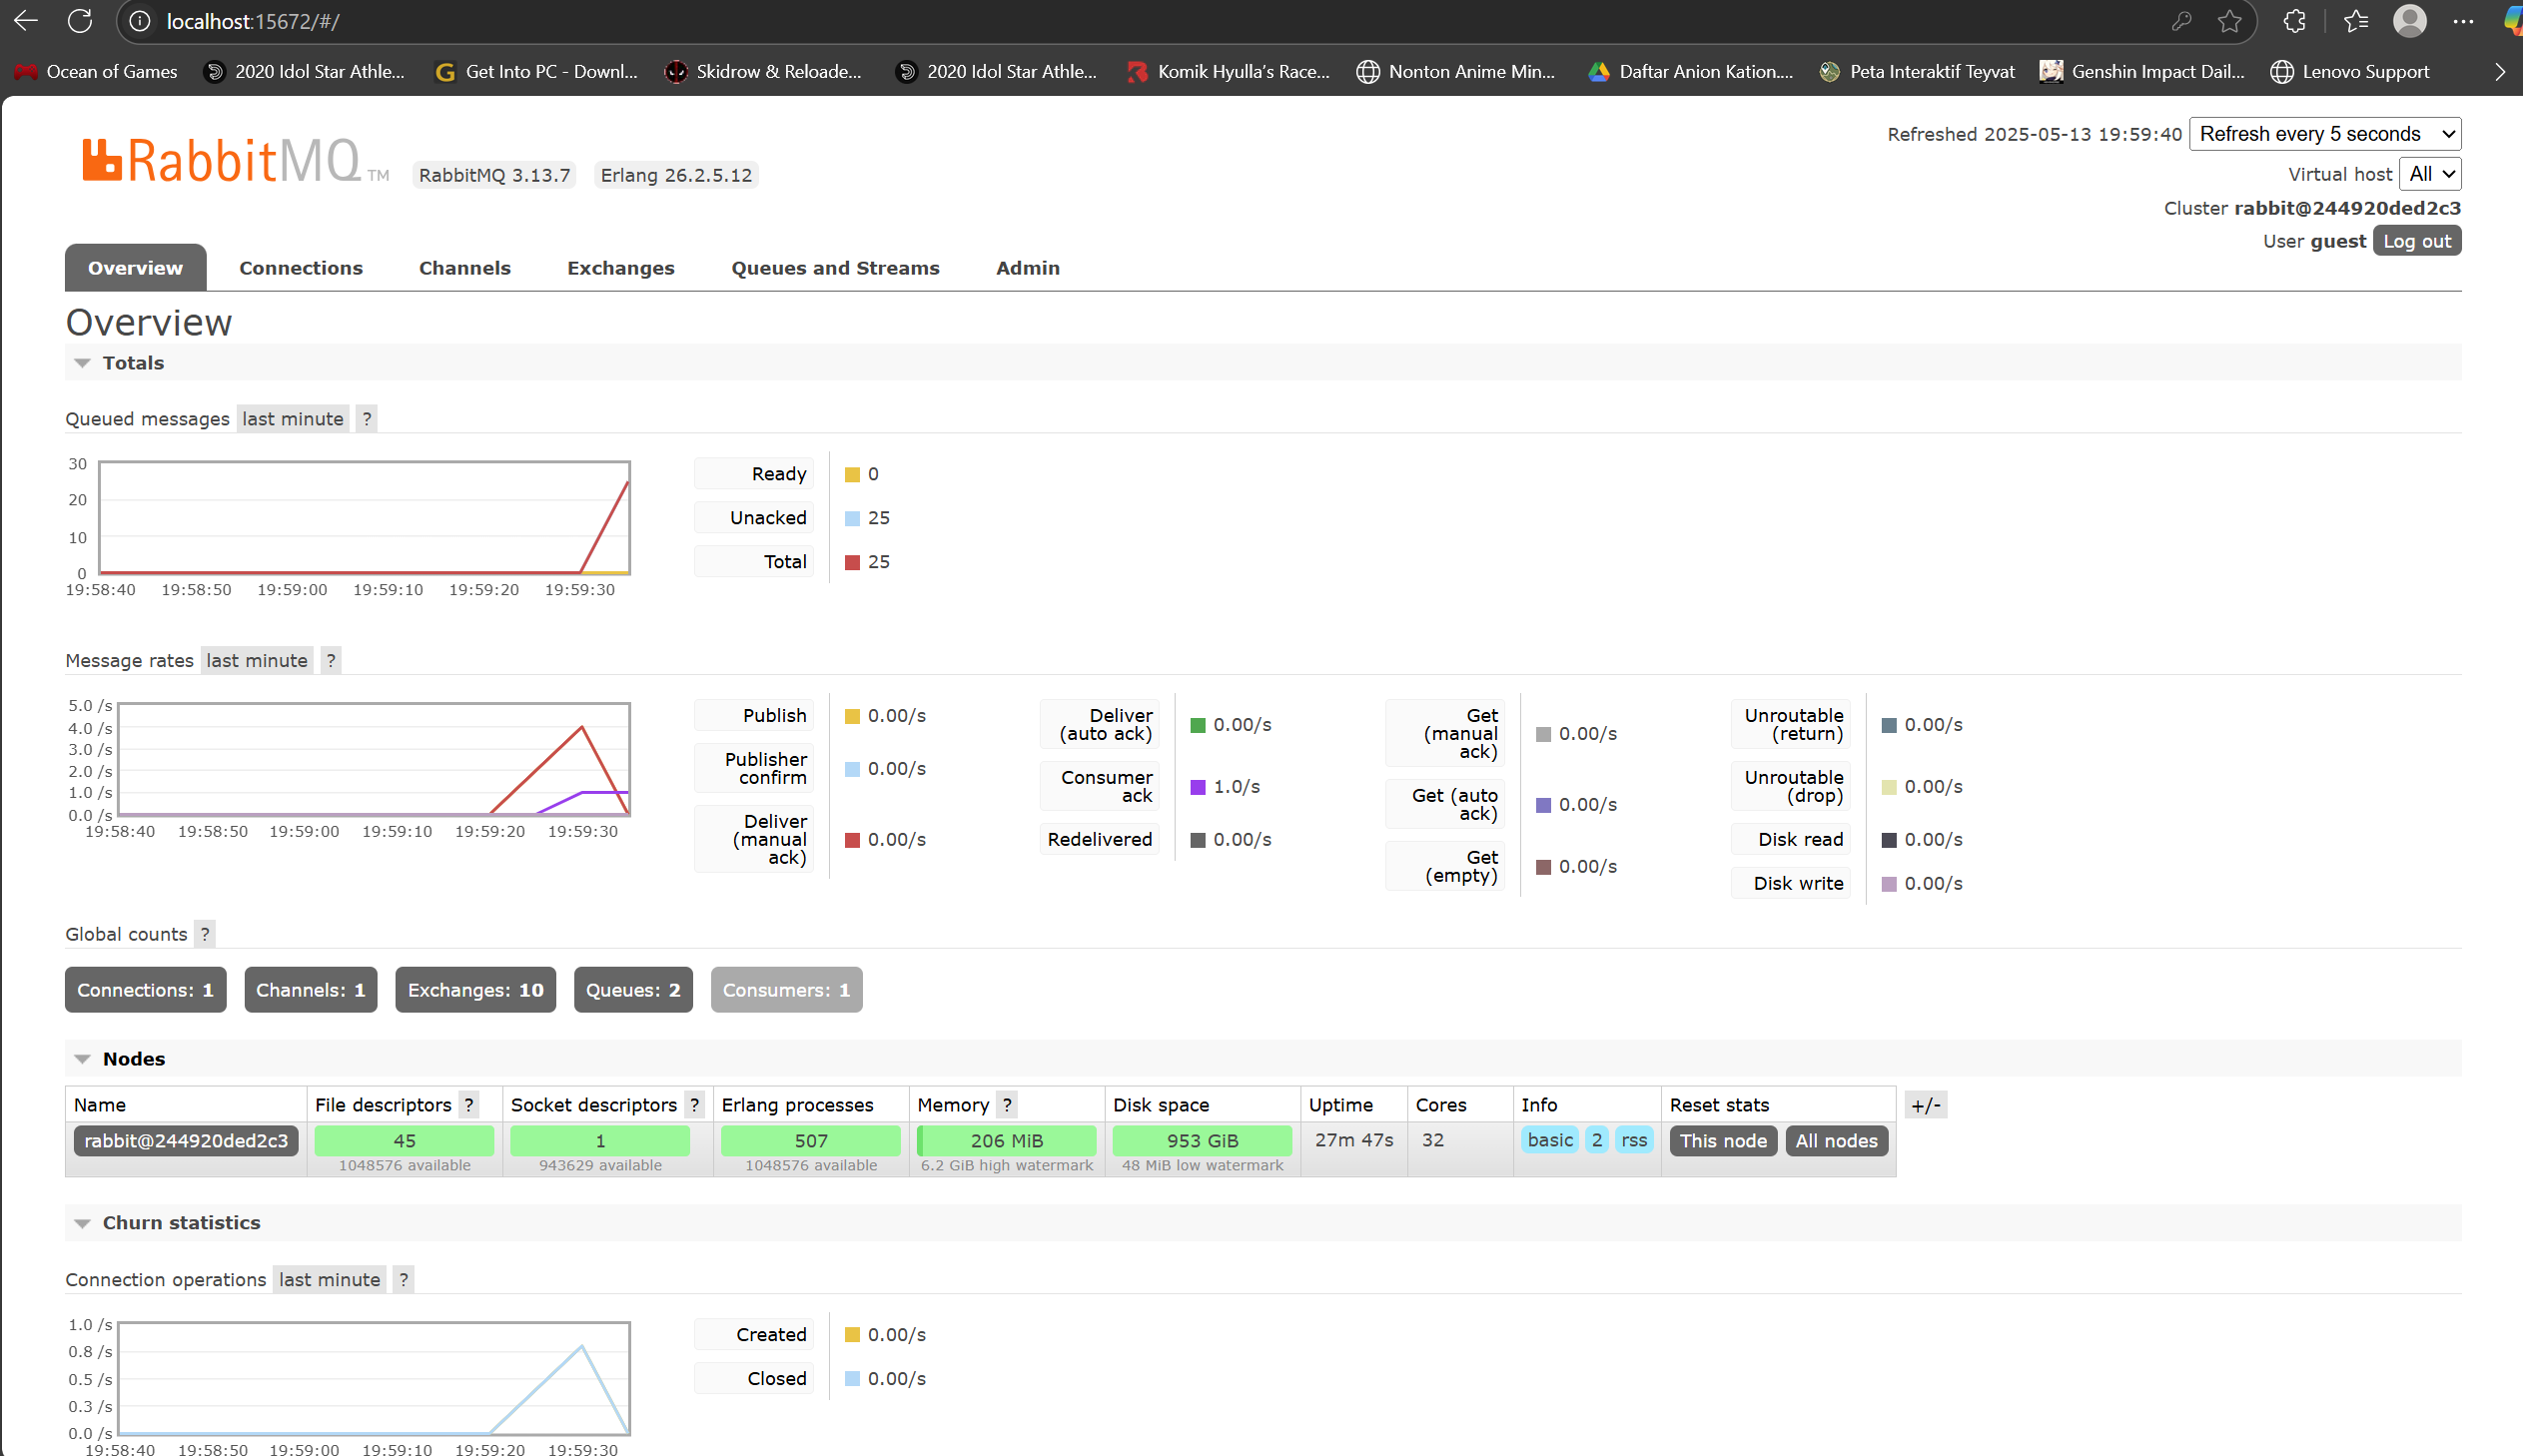 localhost:15672/#/
Ocean of Games 2020 Idol Star Athle... Get Into PC - Downl... Skidrow & Reloade... 2020 Idol Star Athle... Komik Hyulla's Race... Nonton Anime Min... Daftar Anion Kation.... Peta Interaktif Teyvat Genshin Impact Dail... Lenovo Support
Refreshed 2025-05-13 19:59:40 Refresh every 5 seconds
RabbitMQ TM RabbitMQ 3.13.7 Erlang 26.2.5.12
Virtual host All
Cluster rabbit@244920ded2c3
User guest Log out
Overview Connections Channels Exchanges Queues and Streams Admin
Overview
Totals
Queued messages last minute ?
30
20
10
0
19:58:40 19:58:50 19:59:00 19:59:10 19:59:20 19:59:30
Ready 0
Unacked 25
Total 25
Message rates last minute ?
5.0 /s
4.0 /s
3.0 /s
2.0 /s
1.0 /s
0.0 /s
19:58:40 19:58:50 19:59:00 19:59:10 19:59:20 19:59:30
Publish 0.00/s
Publisher
confirm 0.00/s
Deliver
(manual
ack) 0.00/s
Deliver
(auto ack) 0.00/s
Consumer
ack 1.0/s
Redelivered 0.00/s
Get
(manual
ack) 0.00/s
Get (auto
ack) 0.00/s
Get
(empty) 0.00/s
Unroutable
(return) 0.00/s
Unroutable
(drop) 0.00/s
Disk read 0.00/s
Disk write 0.00/s
Global counts ?
Connections: 1 Channels: 1 Exchanges: 10 Queues: 2 Consumers: 1
Nodes
Name File descriptors ? Socket descriptors ? Erlang processes Memory ? Disk space Uptime Cores Info Reset stats +/-
rabbit@244920ded2c3 45 1 507 206 MiB 953 GiB 27m 47s 32 basic 2 rss This node All nodes
1048576 available 943629 available 1048576 available 6.2 GiB high watermark 48 MiB low watermark
Churn statistics
Connection operations last minute ?
1.0 /s
0.8 /s
0.5 /s
0.3 /s
0.0 /s
19:58:40 19:58:50 19:59:00 19:59:10 19:59:20 19:59:30
Created 0.00/s
Closed 0.00/s